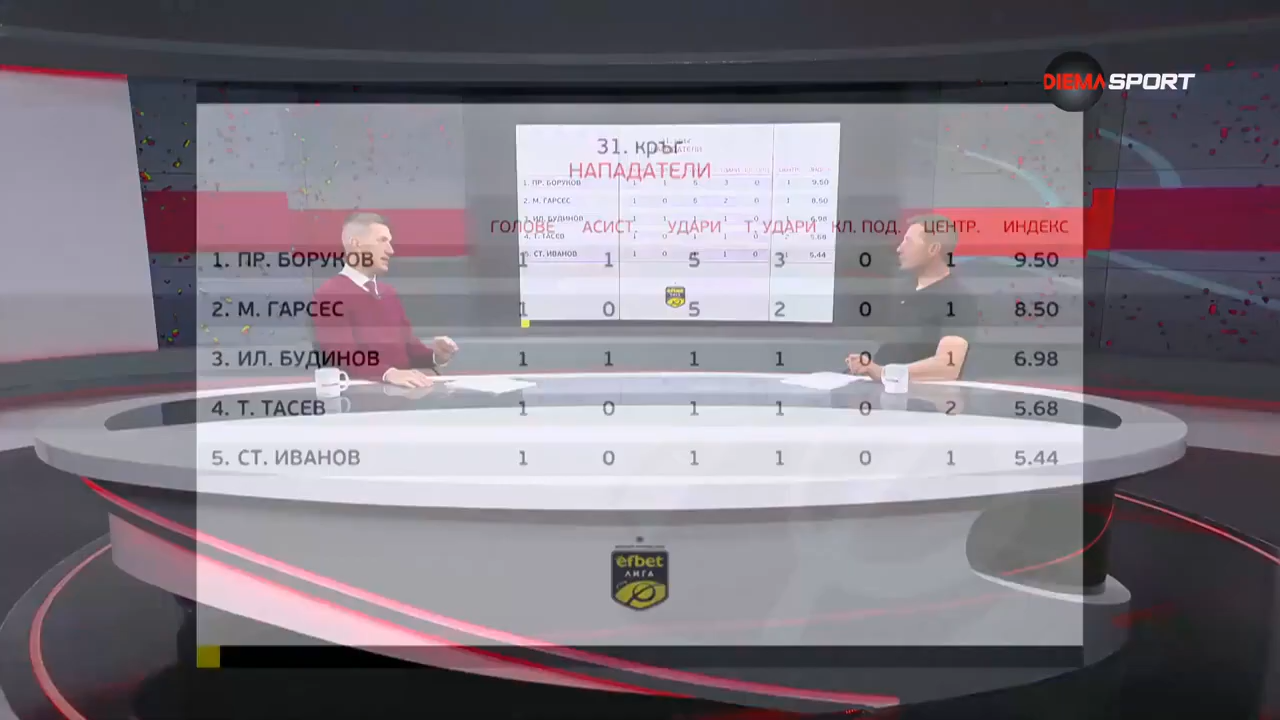 DIEMASPORT
31. кръг
НАПАДАТЕЛИ
ГОЛОВЕ АСИСТ. УДАРИ Т. УДАРИ КЛ. ПОД. ЦЕНТР. ИНДЕКС
1. ПР. БОРУКОВ 1 1 5 3 0 1 9.50
2. М. ГАРСЕС 1 0 5 2 0 1 8.50
3. ИЛ. БУДИНОВ 1 1 1 1 0 1 6.98
4. Т. ТАСЕВ 1 0 1 1 0 2 5.68
5. СТ. ИВАНОВ 1 0 1 1 0 1 5.44
efbet
ЛИГА